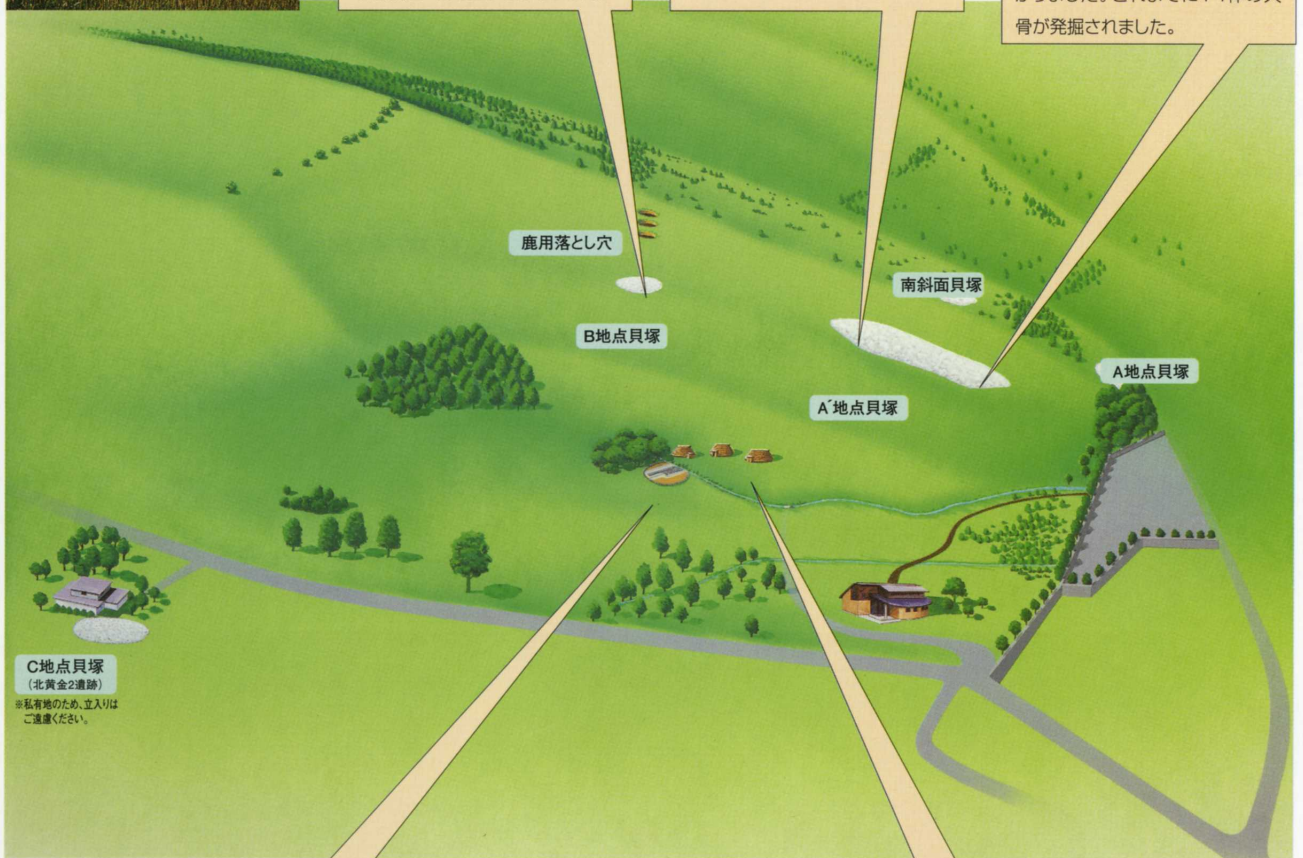 骨が発掘されました。
鹿用落とし穴
南斜面貝塚
B地点貝塚
A地点貝塚
A´地点貝塚
C地点貝塚
(北黄金2遺跡)
※私有地のため、立入りは
ご遠慮ください。